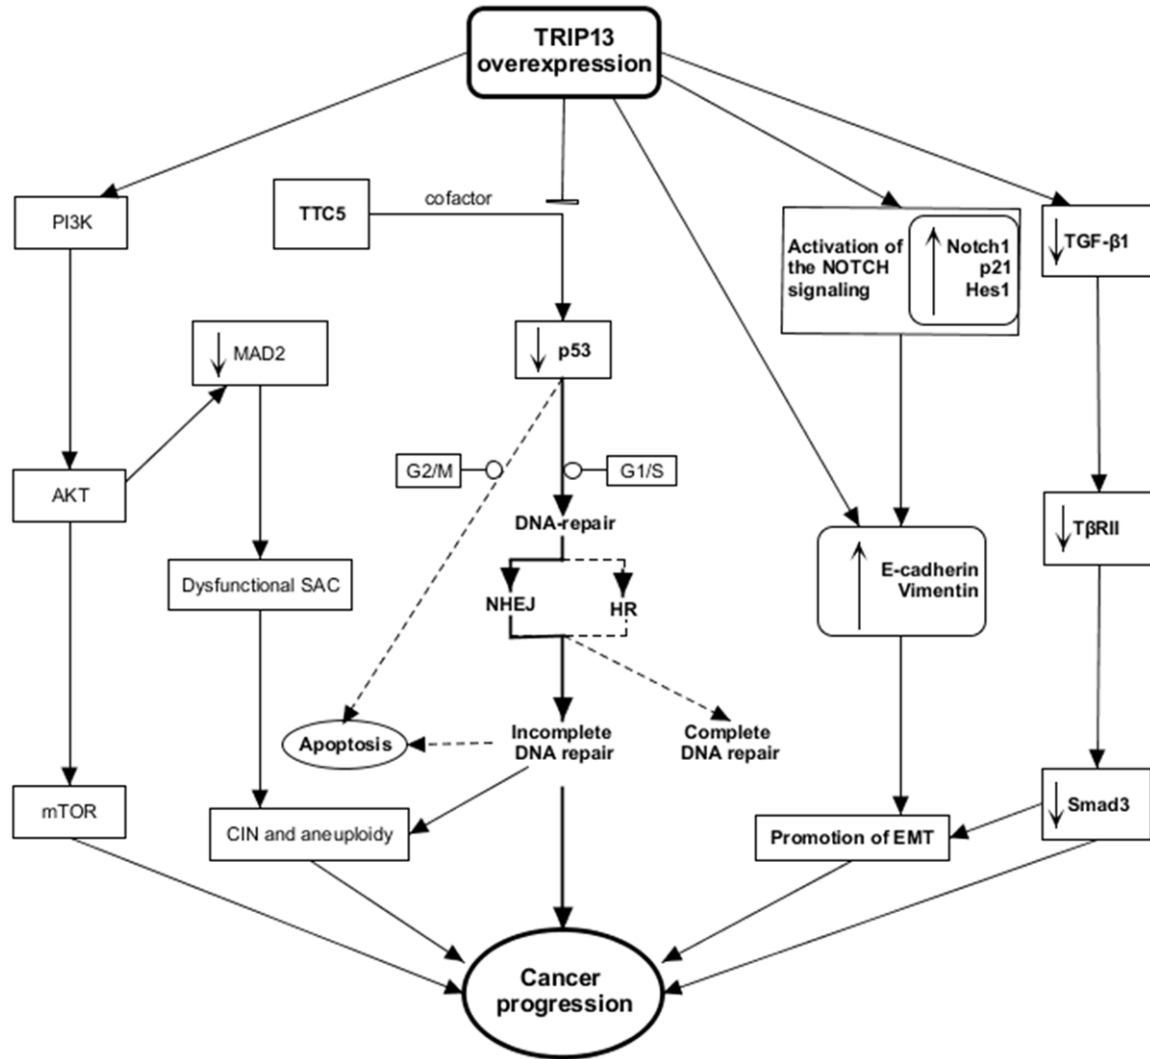 TRIP13
overexpression
PI3K
TTC5
cofactor
Activation of
the NOTCH
signaling
Notch1
p21
Hes1
TGF-β1
MAD2
p53
G2/M
G1/S
AKT
DNA-repair
TβRII
E-cadherin
Vimentin
Dysfunctional SAC
NHEJ
HR
Apoptosis
Incomplete
DNA repair
Complete
DNA repair
mTOR
CIN and aneuploidy
Promotion of EMT
Smad3
Cancer
progression